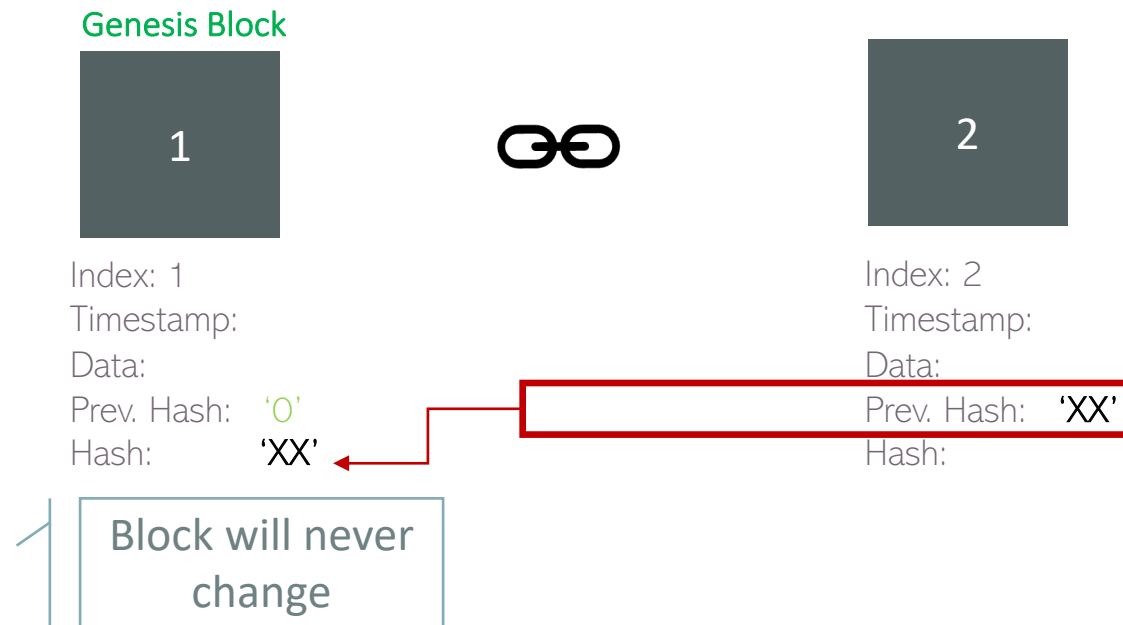 Genesis Block
1
2
Index: 1
Timestamp:
Data:
Prev. Hash: ‘0’
Hash: ‘XX’
Index: 2
Timestamp:
Data:
Prev. Hash: ‘XX’
Hash:
Block will never
change